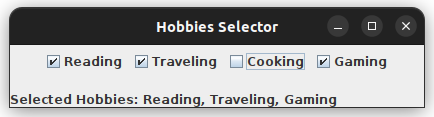 Hobbies Selector
Reading Traveling Cooking Gaming
Selected Hobbies: Reading, Traveling, Gaming